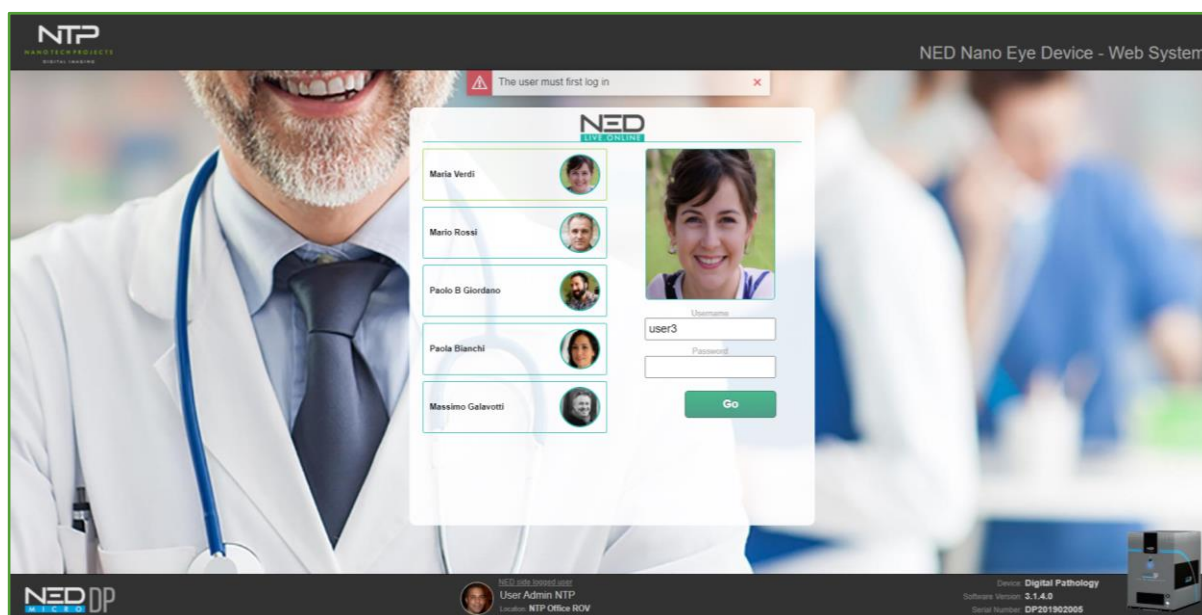 NTP
NANOTECHPROJECTS
DIGITAL IMAGING
NED Nano Eye Device - Web System
The user must first log in
NED
LIVE.ONLINE
Maria Verdi
Mario Rossi
Paolo B Giordano
Paola Bianchi
Massimo Galavotti
Username
user3
Password
Go
NED DP
MICRO
NED side logged user
User Admin NTP
Location: NTP Office ROV
Device: Digital Pathology
Software Version: 3.1.4.0
Serial Number: DP201902005